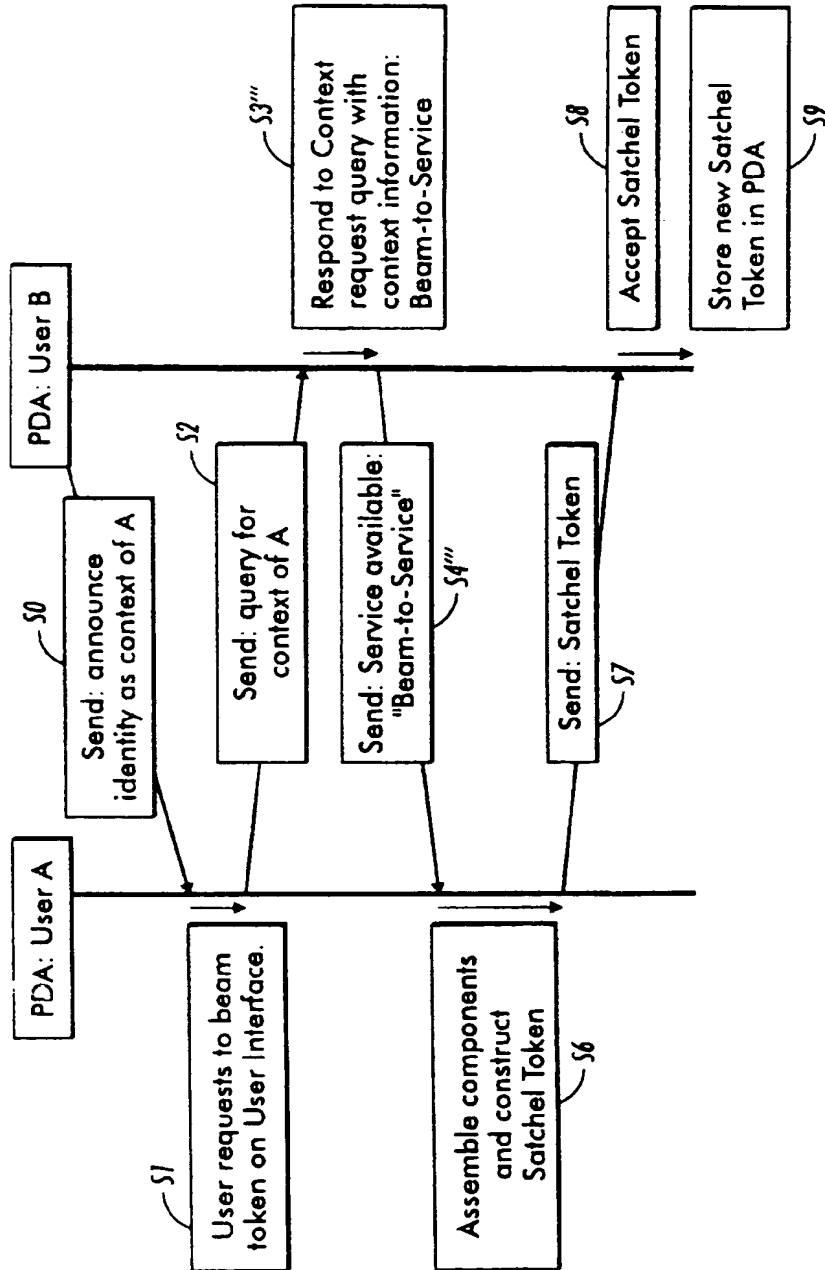 PDA: User A
PDA: User B
S0
Send: announce
identity as context of A
S1
User requests to beam
token on User Interface.
S2
Send: query for
context of A
S3'''
Respond to Context
request query with
context information:
Beam-to-Service
Send: Service available:
"Beam-to-Service"
S4'''
Assemble components
and construct
Satchel Token
S6
Send: Satchel Token
S7
S8
Accept Satchel Token
Store new Satchel
Token in PDA
S9